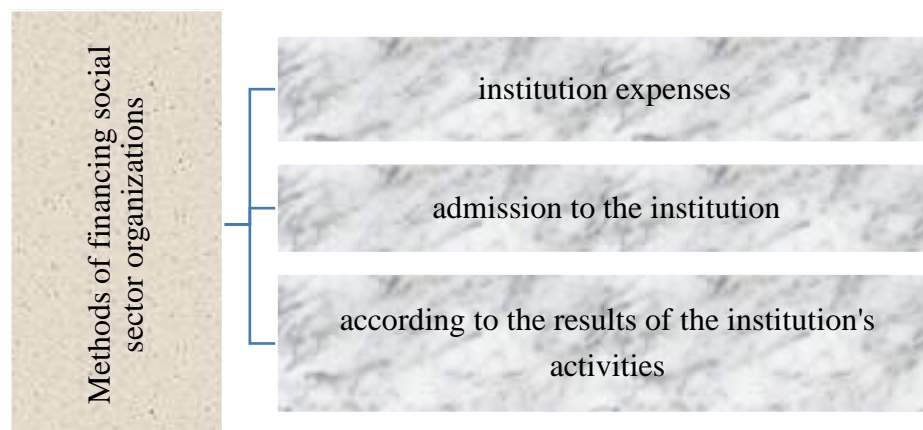 Methods of financing social
sector organizations
institution expenses
admission to the institution
according to the results of the institution's
activities